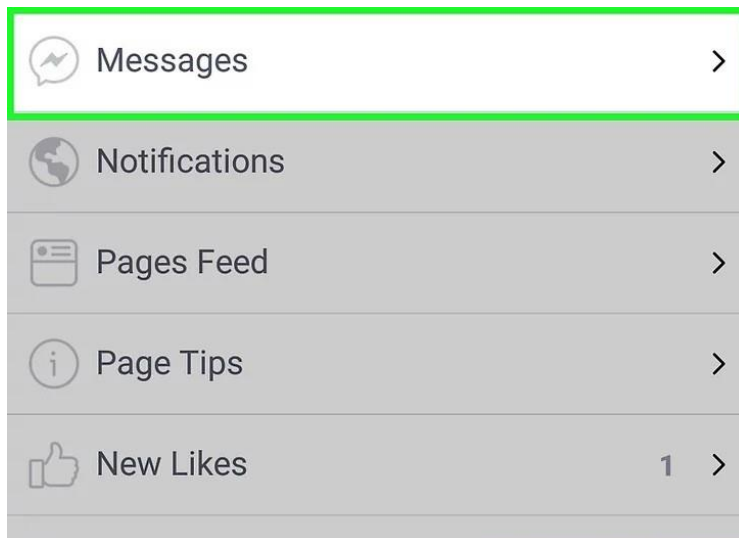 Messages
Notifications
Pages Feed
Page Tips
New Likes 1